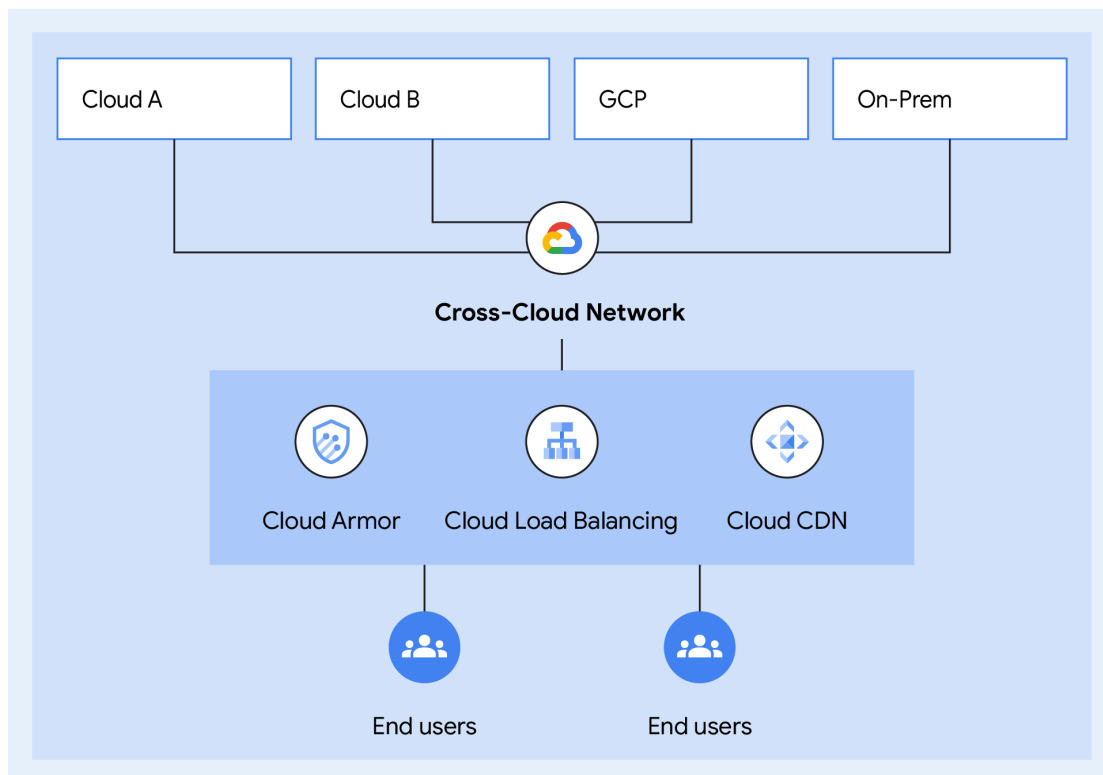 Cloud A
Cloud B
GCP
On-Prem
Cross-Cloud Network
Cloud Armor
Cloud Load Balancing
Cloud CDN
End users
End users